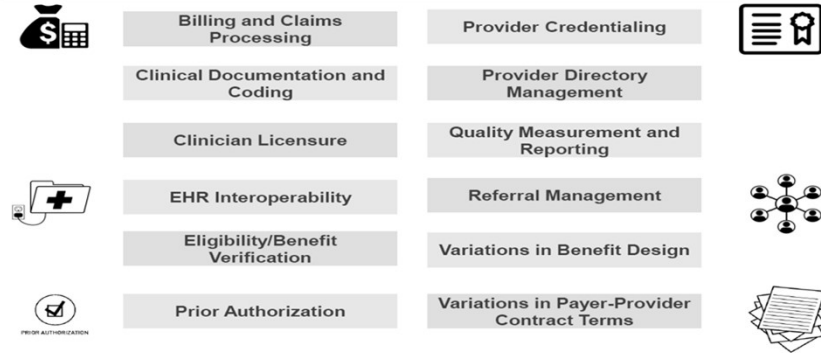 $
Billing and Claims
Processing
Clinical Documentation and
Coding
Clinician Licensure
EHR Interoperability
Eligibility/Benefit
Verification
Prior Authorization
PRIOR AUTHORIZATION
Provider Credentialing
Provider Directory
Management
Quality Measurement and
Reporting
Referral Management
Variations in Benefit Design
Variations in Payer-Provider
Contract Terms